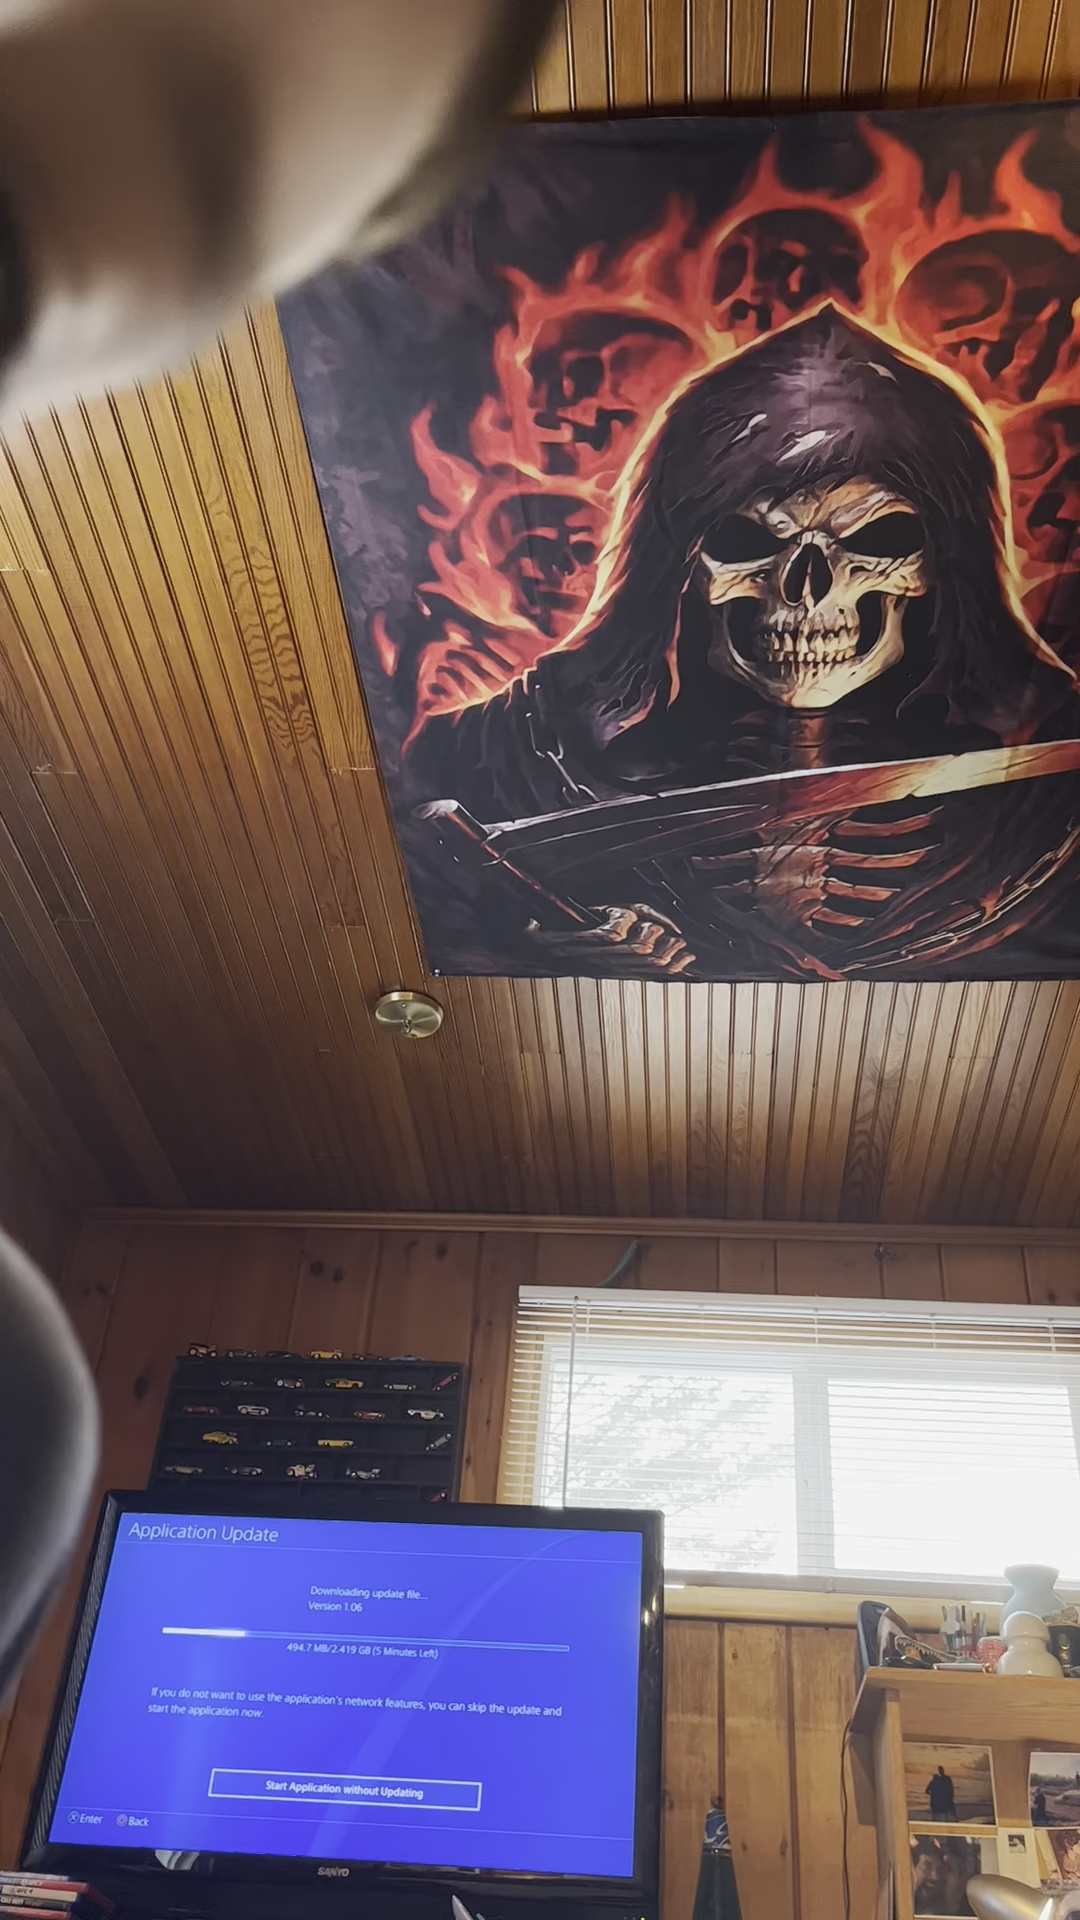 Application Update
Downloading update file...
Version 1.06
494.7 MB/2.419 GB (5 Minutes Left)
If you do not want to use the application's network features, you can skip the update and
start the application now.
Start Application without Updating
Enter Back
SANYO